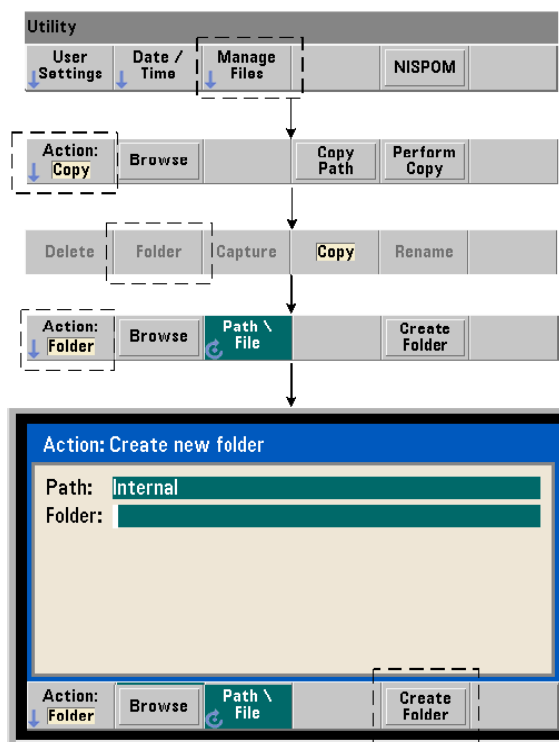 Utility
User Settings
Date / Time
Manage Files
NISPOM
Action: Copy
Browse
Copy Path
Perform Copy
Delete
Folder
Capture
Copy
Rename
Action: Folder
Browse
Path \ File
Create Folder
Action: Create new folder
Path: Internal
Folder:
Action: Folder
Browse
Path \ File
Create Folder